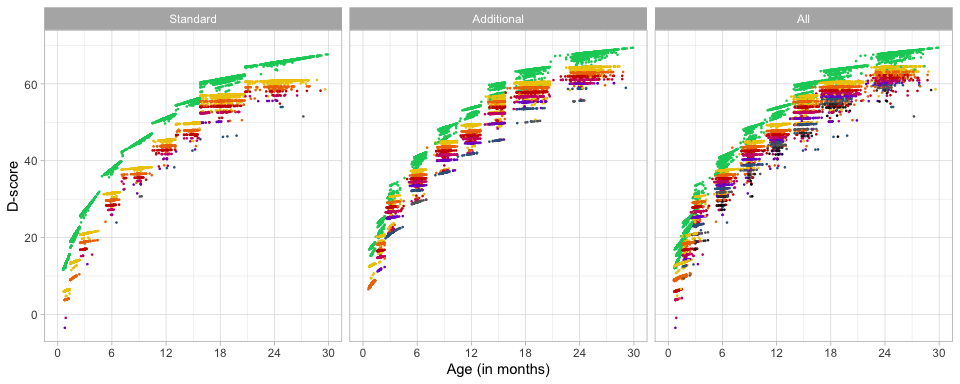 Standard Additional All
D-score
60
40
20
0
0 6 12 18 24 30 0 6 12 18 24 30 0 6 12 18 24 30
Age (in months)